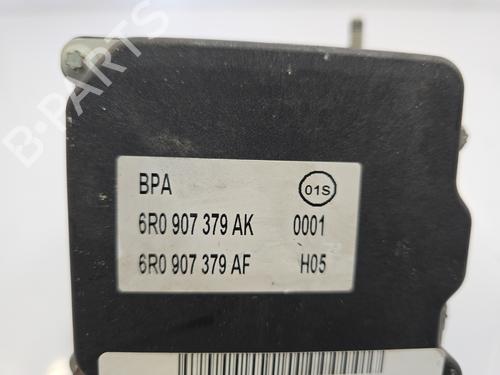 B-PARTS
BPA 01S
6R0 907 379 AK 0001
6R0 907 379 AF H05